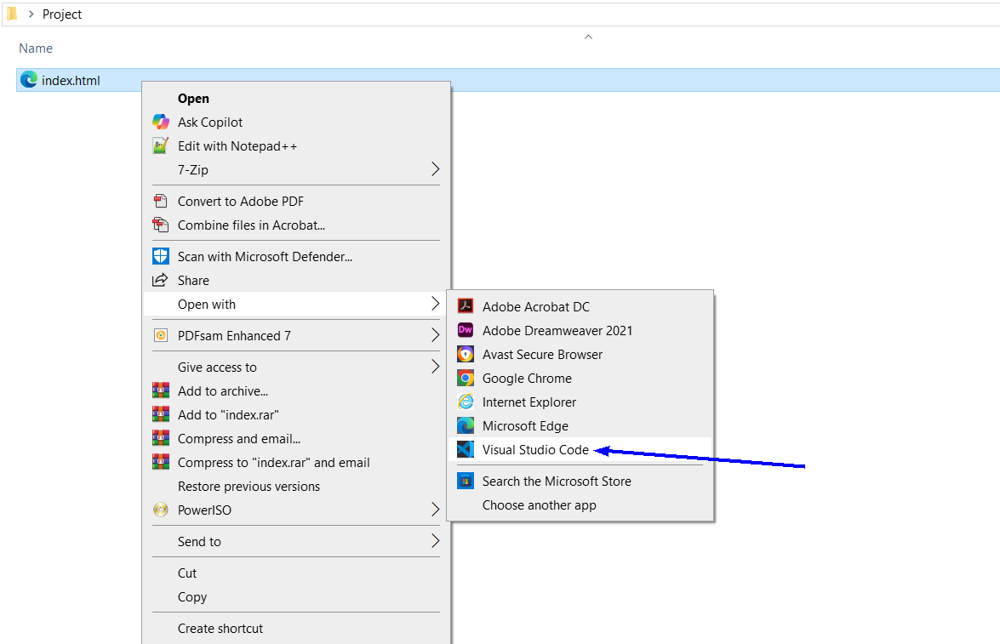 Project
Name
index.html
Open
Ask Copilot
Edit with Notepad++
7-Zip
Convert to Adobe PDF
Combine files in Acrobat...
Scan with Microsoft Defender...
Share
Open with
PDFsam Enhanced 7
Give access to
Add to archive...
Add to "index.rar"
Compress and email...
Compress to "index.rar" and email
Restore previous versions
PowerISO
Send to
Cut
Copy
Create shortcut
Adobe Acrobat DC
Dw
Adobe Dreamweaver 2021
Avast Secure Browser
Google Chrome
Internet Explorer
Microsoft Edge
Visual Studio Code
Search the Microsoft Store
Choose another app